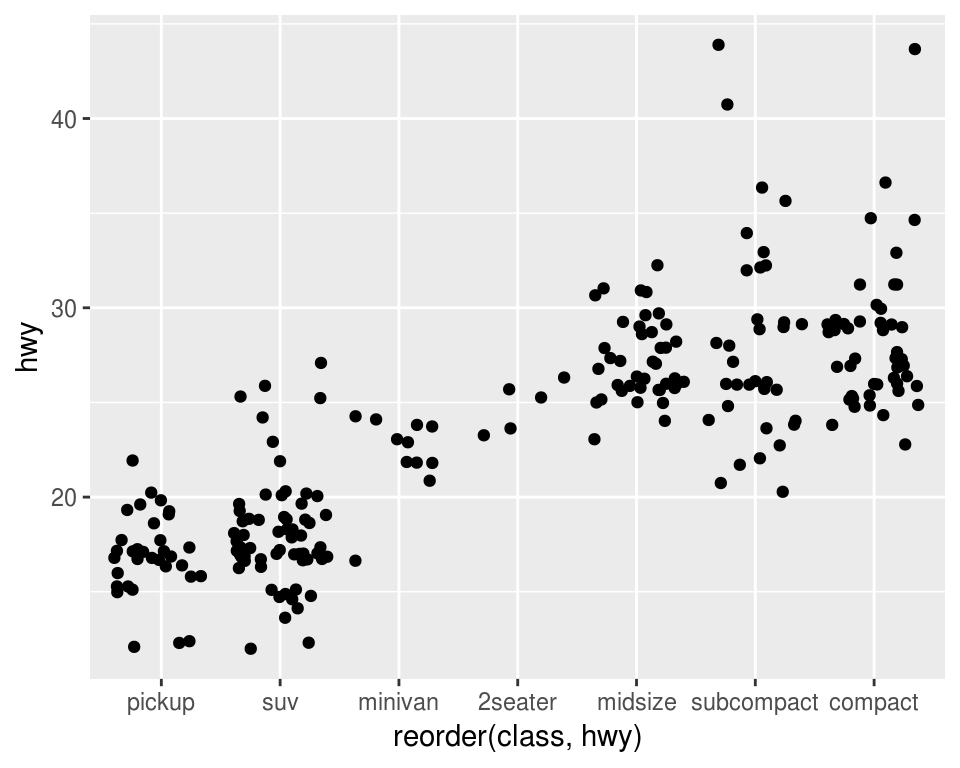 40
30
20
hwy
pickup suv minivan 2seater midsize subcompact compact
reorder(class, hwy)